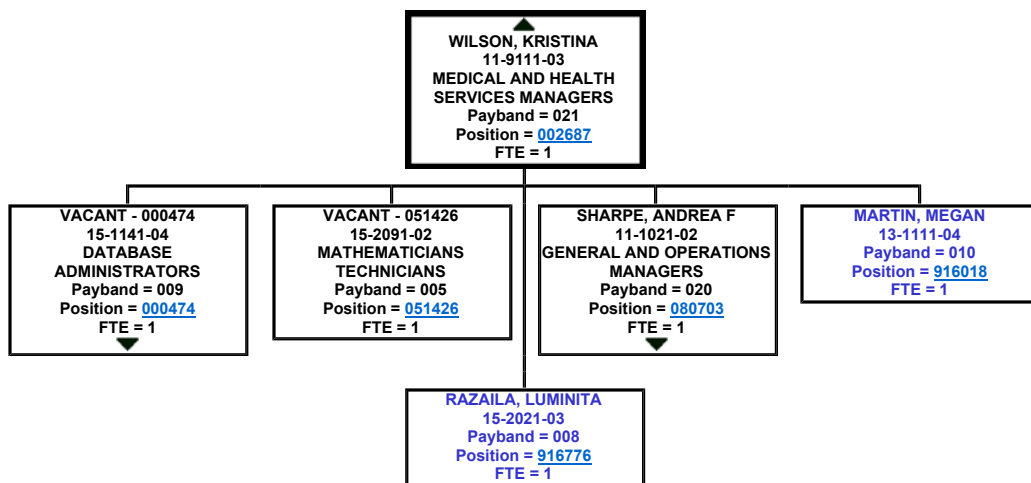 WILSON, KRISTINA
11-9111-03
MEDICAL AND HEALTH
SERVICES MANAGERS
Payband = 021
Position = 002687
FTE = 1
VACANT - 000474
15-1141-04
DATABASE
ADMINISTRATORS
Payband = 009
Position = 000474
FTE = 1
VACANT - 051426
15-2091-02
MATHEMATICIANS
TECHNICIANS
Payband = 005
Position = 051426
FTE = 1
SHARPE, ANDREA F
11-1021-02
GENERAL AND OPERATIONS
MANAGERS
Payband = 020
Position = 080703
FTE = 1
MARTIN, MEGAN
13-1111-04
Payband = 010
Position = 916018
FTE = 1
RAZAILA, LUMINITA
15-2021-03
Payband = 008
Position = 916776
FTE = 1